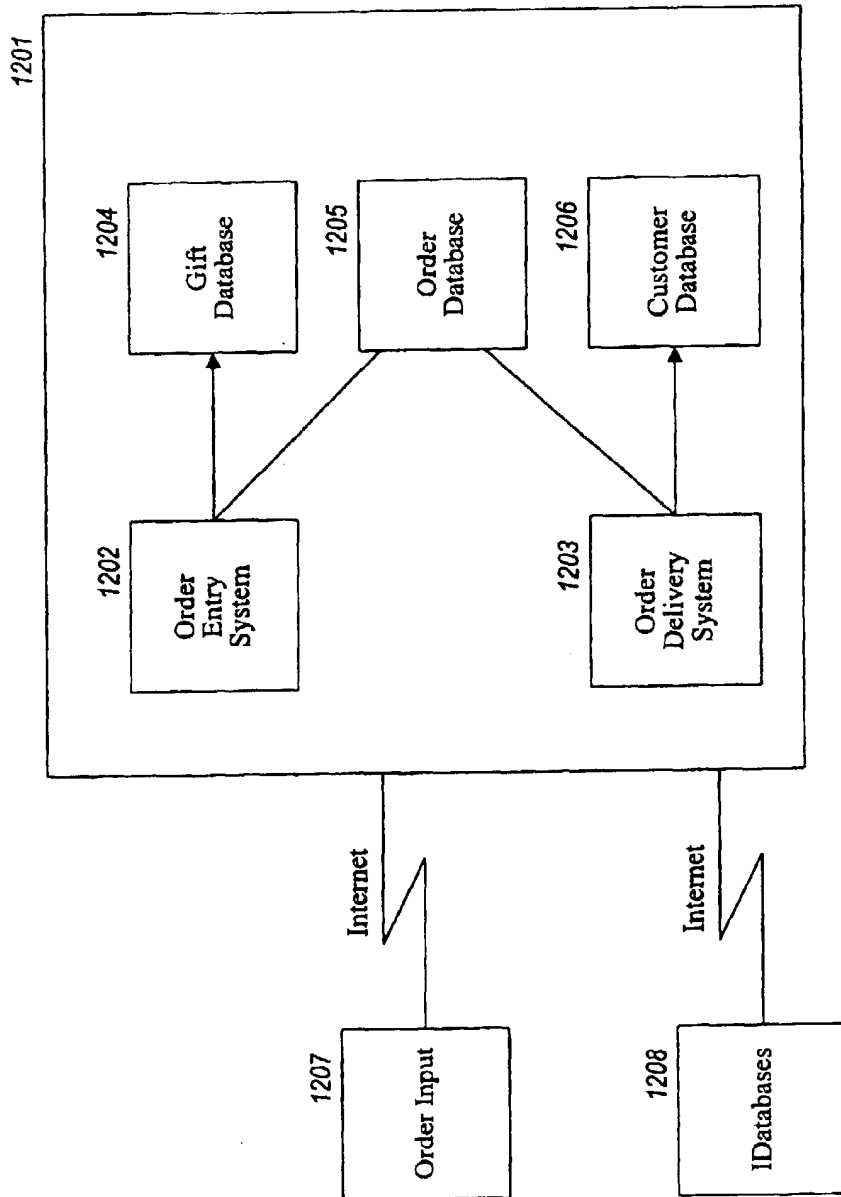 1201
1202
Order
Entry
System
1204
Gift
Database
1205
Order
Database
1203
Order
Delivery
System
1206
Customer
Database
Internet
Internet
1207
Order Input
1208
IDatabases